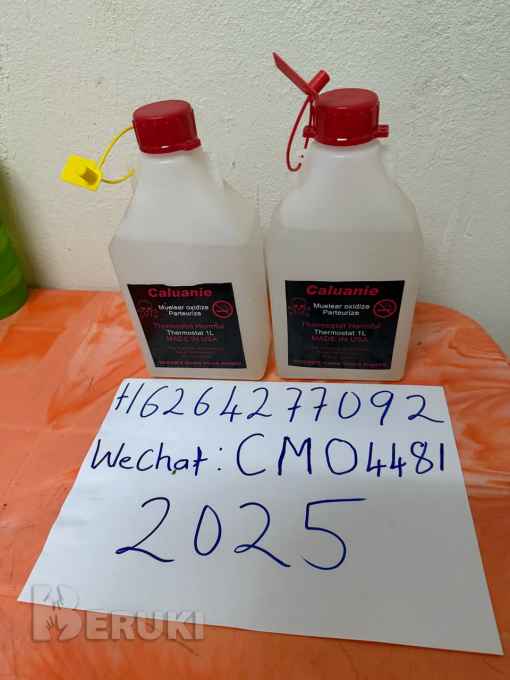 Caluanie
Muelear oxidize
Parteurize
Thermostat 1L
MADE IN USA
Caluanie
Muelear oxidize
Parteurize
Thermostat 1L
MADE IN USA
+16264277092
WeChat: CMO4481
2025
BERUKI